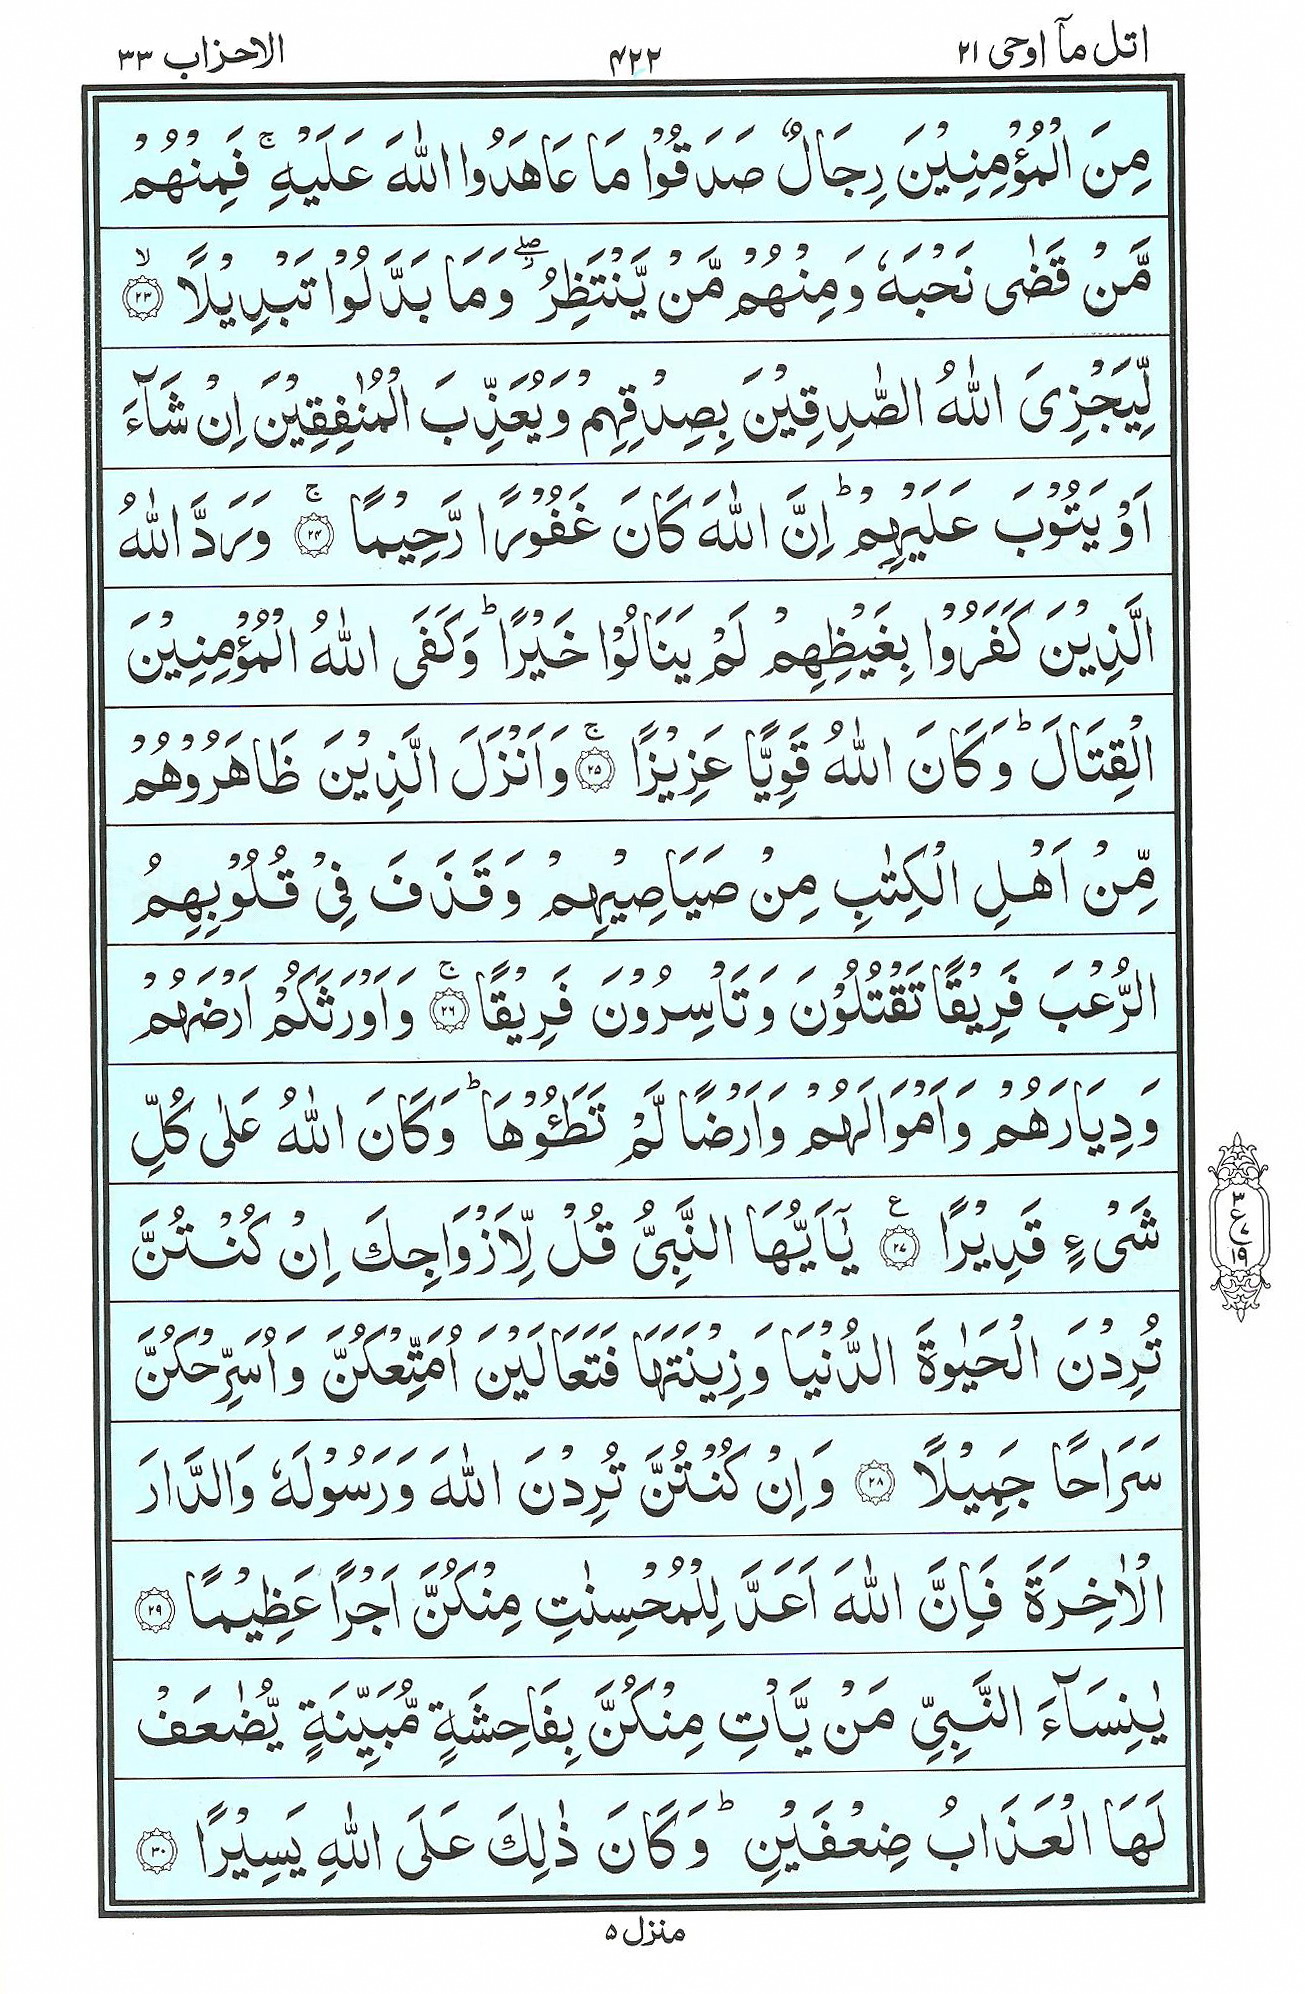 اتل مآ اوحی ۲۱
۴۲۲
الاحزاب ۳۳
مِنَ الْمُؤْمِنِيْنَ رِجَالٌ صَدَقُوْا مَا عَاهَدُوا اللّٰهَ عَلَيْهِ ۚ فَمِنْهُمْ
مَّنْ قَضٰى نَحْبَهٗ وَمِنْهُمْ مَّنْ يَّنْتَظِرُ ۖ وَمَا بَدَّلُوْا تَبْدِيْلًا ۙ ۲۳
لِّيَجْزِىَ اللّٰهُ الصّٰدِقِيْنَ بِصِدْقِهِمْ وَيُعَذِّبَ الْمُنٰفِقِيْنَ اِنْ شَآءَ
اَوْ يَتُوْبَ عَلَيْهِمْ ؕ اِنَّ اللّٰهَ كَانَ غَفُوْرًا رَّحِيْمًا ۚ ۲۴ وَرَدَّ اللّٰهُ
الَّذِيْنَ كَفَرُوْا بِغَيْظِهِمْ لَمْ يَنَالُوْا خَيْرًا ؕ وَكَفَى اللّٰهُ الْمُؤْمِنِيْنَ
الْقِتَالَ ؕ وَكَانَ اللّٰهُ قَوِيًّا عَزِيْزًا ۚ ۲۵ وَاَنْزَلَ الَّذِيْنَ ظَاهَرُوْهُمْ
مِّنْ اَهْلِ الْكِتٰبِ مِنْ صَيَاصِيْهِمْ وَقَذَفَ فِىْ قُلُوْبِهِمُ
الرُّعْبَ فَرِيْقًا تَقْتُلُوْنَ وَتَاْسِرُوْنَ فَرِيْقًا ۚ ۲۶ وَاَوْرَثَكُمْ اَرْضَهُمْ
وَدِيَارَهُمْ وَاَمْوَالَهُمْ وَاَرْضًا لَّمْ تَطَـُٔوْهَا ؕ وَكَانَ اللّٰهُ عَلٰى كُلِّ
شَىْءٍ قَدِيْرًا ع ۲۷ يٰٓاَيُّهَا النَّبِىُّ قُلْ لِّاَزْوَاجِكَ اِنْ كُنْتُنَّ
تُرِدْنَ الْحَيٰوةَ الدُّنْيَا وَزِيْنَتَهَا فَتَعَالَيْنَ اُمَتِّعْكُنَّ وَاُسَرِّحْكُنَّ
سَرَاحًا جَمِيْلًا ۲۸ وَاِنْ كُنْتُنَّ تُرِدْنَ اللّٰهَ وَرَسُوْلَهٗ وَالدَّارَ
الْاٰخِرَةَ فَاِنَّ اللّٰهَ اَعَدَّ لِلْمُحْسِنٰتِ مِنْكُنَّ اَجْرًا عَظِيْمًا ۲۹
يٰنِسَآءَ النَّبِىِّ مَنْ يَّاْتِ مِنْكُنَّ بِفَاحِشَةٍ مُّبَيِّنَةٍ يُّضٰعَفْ
لَهَا الْعَذَابُ ضِعْفَيْنِ ؕ وَكَانَ ذٰلِكَ عَلَى اللّٰهِ يَسِيْرًا ۳۰
۳
ع۷
۱۹
منزل ۵